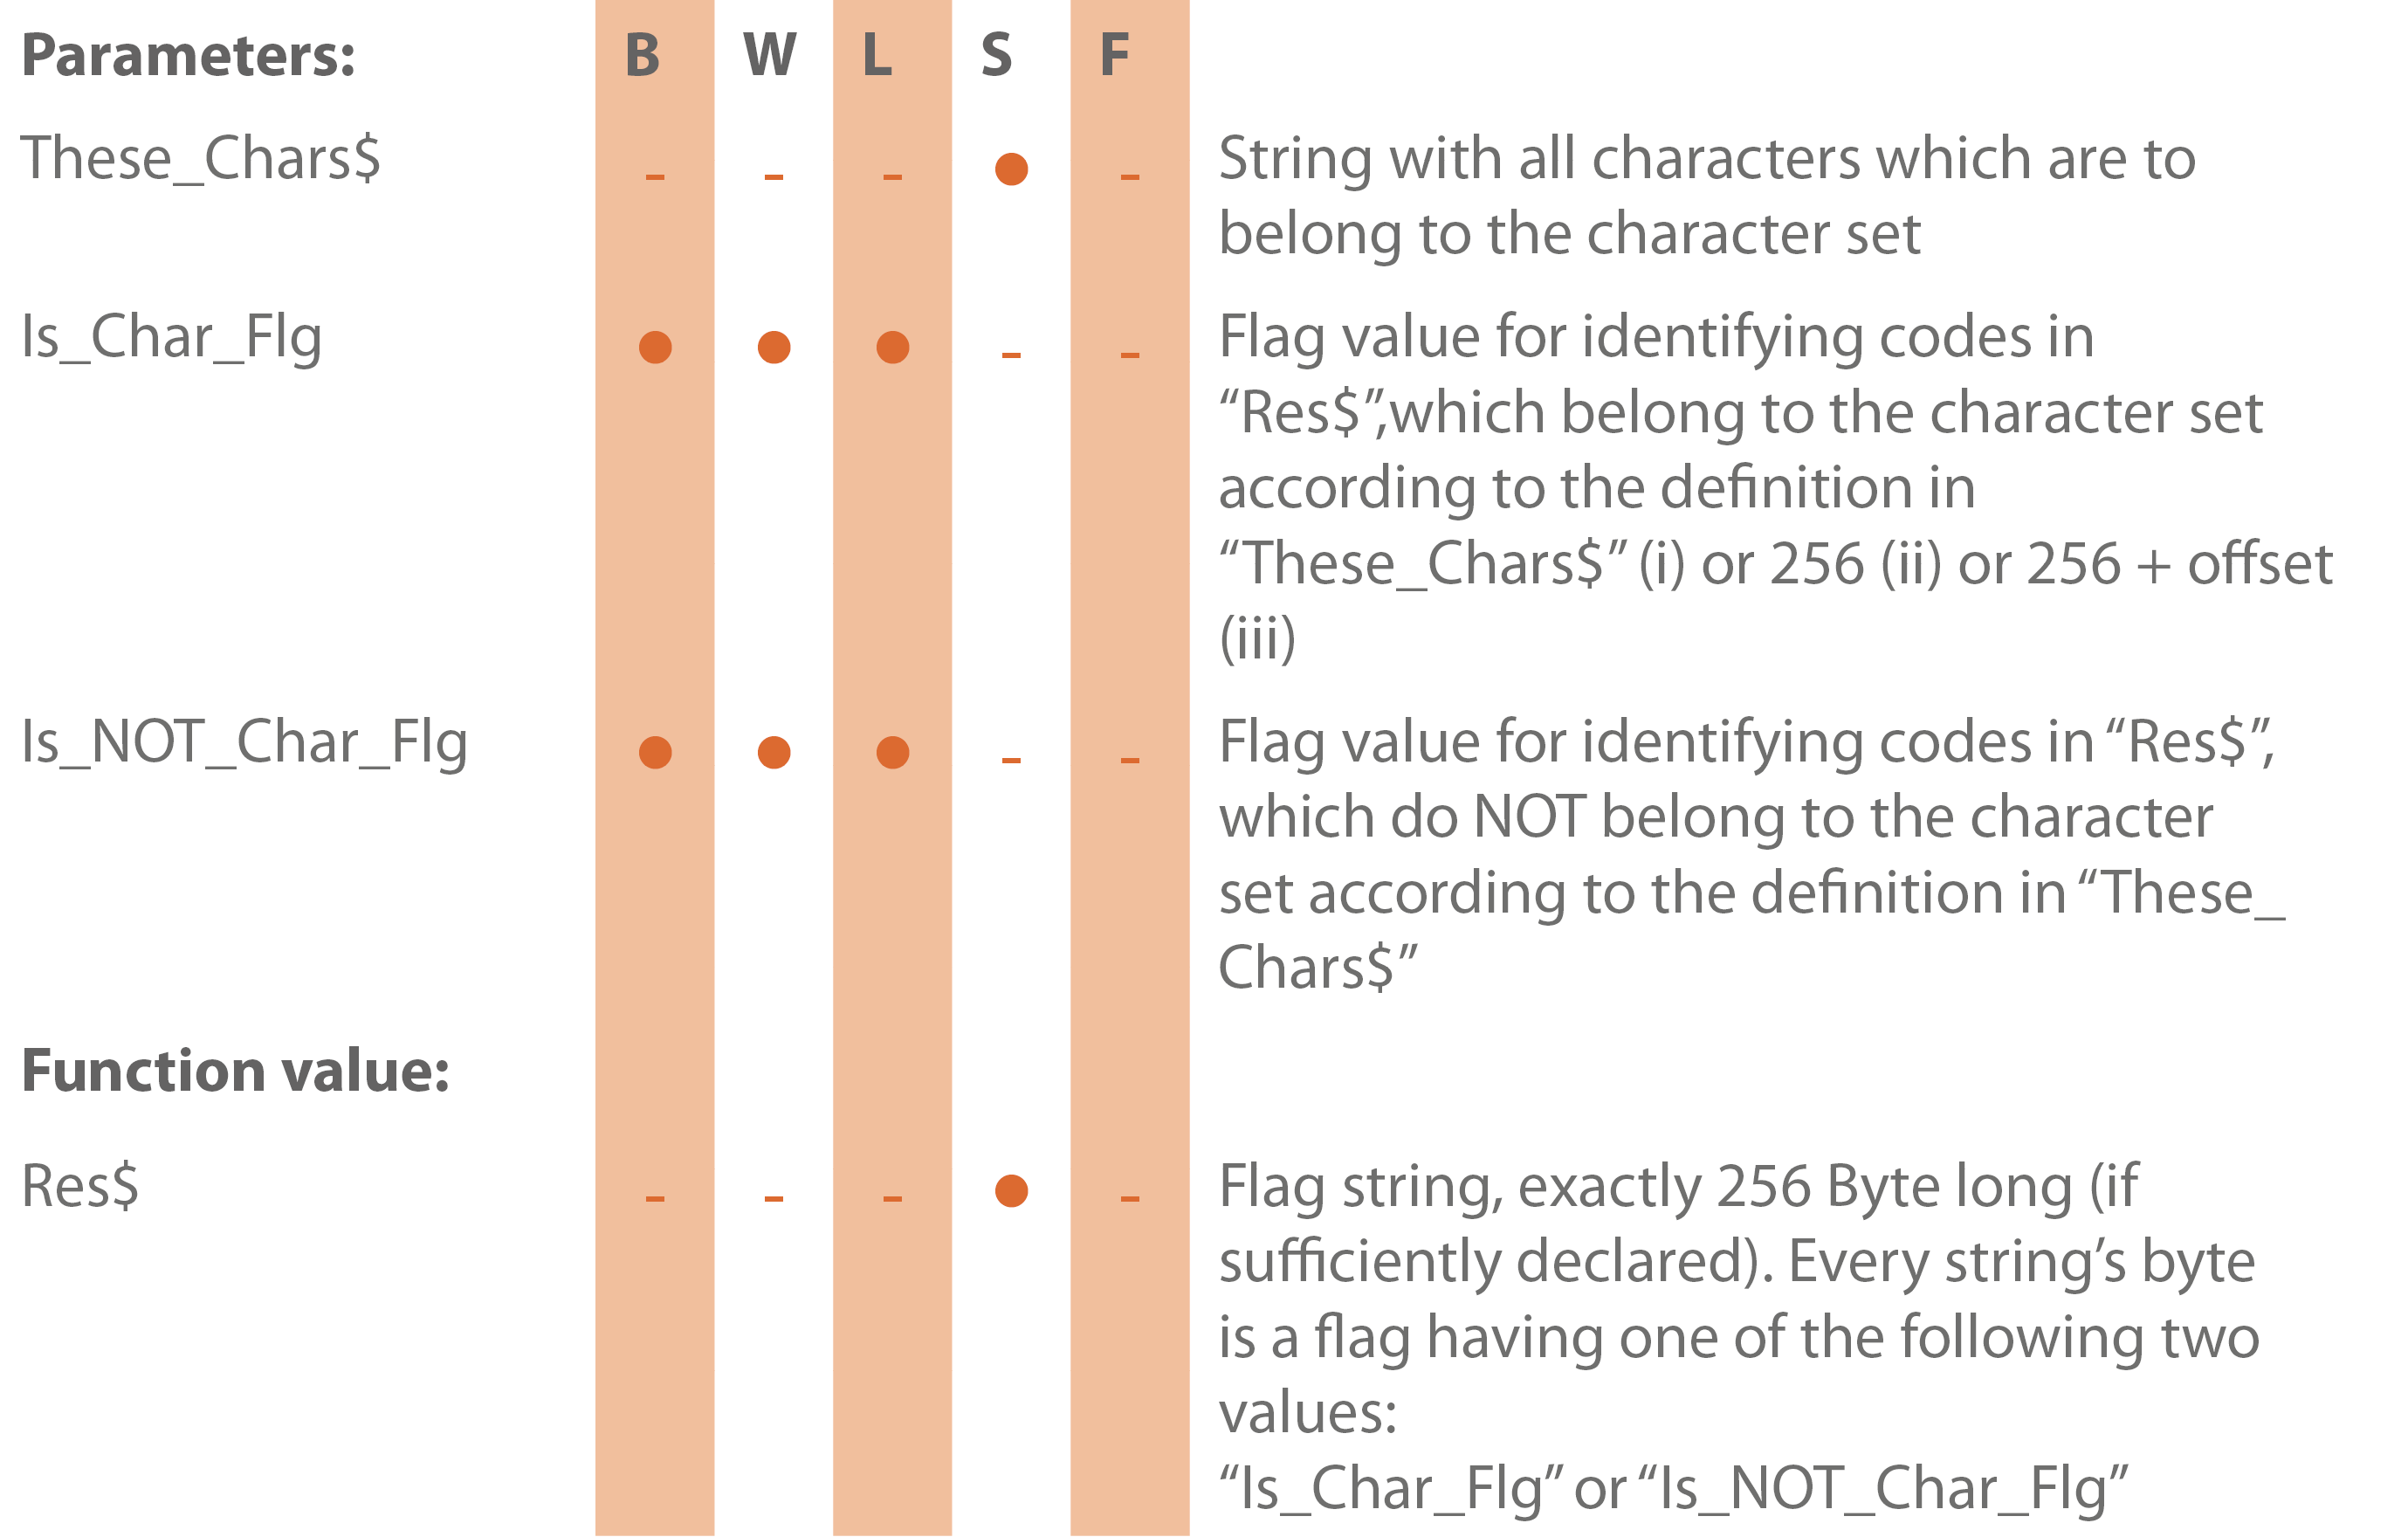 Parameters: B W L S F
These_Chars$ - - - ● - String with all characters which are to
belong to the character set
Is_Char_Flg ● ● ● - - Flag value for identifying codes in
“Res$”,which belong to the character set
according to the definition in
“These_Chars$” (i) or 256 (ii) or 256 + offset
(iii)
Is_NOT_Char_Flg ● ● ● - - Flag value for identifying codes in “Res$”,
which do NOT belong to the character
set according to the definition in “These_
Chars$”
Function value:
Res$ - - - ● - Flag string, exactly 256 Byte long (if
sufficiently declared). Every string’s byte
is a flag having one of the following two
values:
“Is_Char_Flg” or “Is_NOT_Char_Flg”